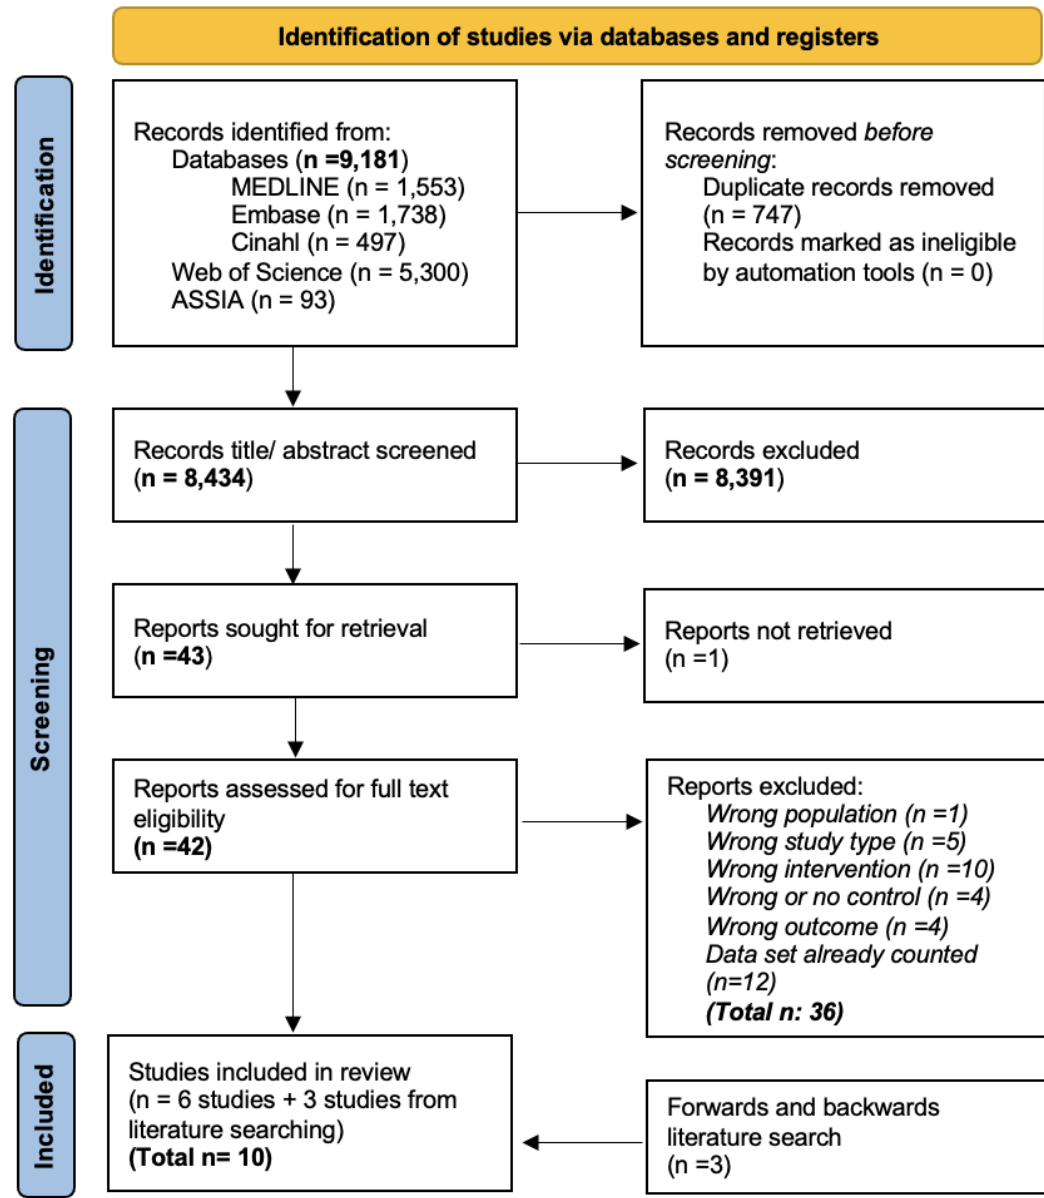 Identification of studies via databases and registers
Identification
Records identified from:
Databases (n =9,181)
MEDLINE (n = 1,553)
Embase (n = 1,738)
Cinahl (n = 497)
Web of Science (n = 5,300)
ASSIA (n = 93)
Records removed before
screening:
Duplicate records removed
(n = 747)
Records marked as ineligible
by automation tools (n = 0)
Screening
Records title/ abstract screened
(n = 8,434)
Records excluded
(n = 8,391)
Reports sought for retrieval
(n =43)
Reports not retrieved
(n =1)
Reports assessed for full text
eligibility
(n =42)
Reports excluded:
Wrong population (n =1)
Wrong study type (n =5)
Wrong intervention (n =10)
Wrong or no control (n =4)
Wrong outcome (n =4)
Data set already counted
(n=12)
(Total n: 36)
Included
Studies included in review
(n = 6 studies + 3 studies from
literature searching)
(Total n= 10)
Forwards and backwards
literature search
(n =3)